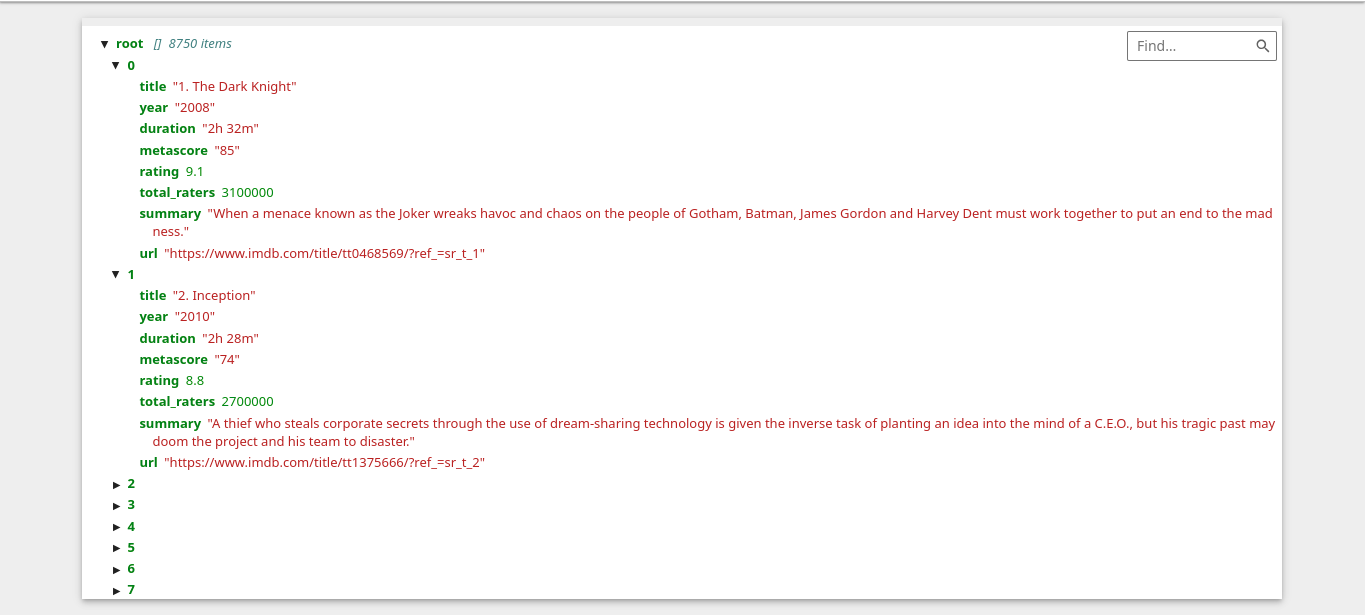 root [] 8750 items
Find...
0
title "1. The Dark Knight"
year "2008"
duration "2h 32m"
metascore "85"
rating 9.1
total_raters 3100000
summary "When a menace known as the Joker wreaks havoc and chaos on the people of Gotham, Batman, James Gordon and Harvey Dent must work together to put an end to the mad
ness."
url "https://www.imdb.com/title/tt0468569/?ref_=sr_t_1"
1
title "2. Inception"
year "2010"
duration "2h 28m"
metascore "74"
rating 8.8
total_raters 2700000
summary "A thief who steals corporate secrets through the use of dream-sharing technology is given the inverse task of planting an idea into the mind of a C.E.O., but his tragic past may
doom the project and his team to disaster."
url "https://www.imdb.com/title/tt1375666/?ref_=sr_t_2"
2
3
4
5
6
7